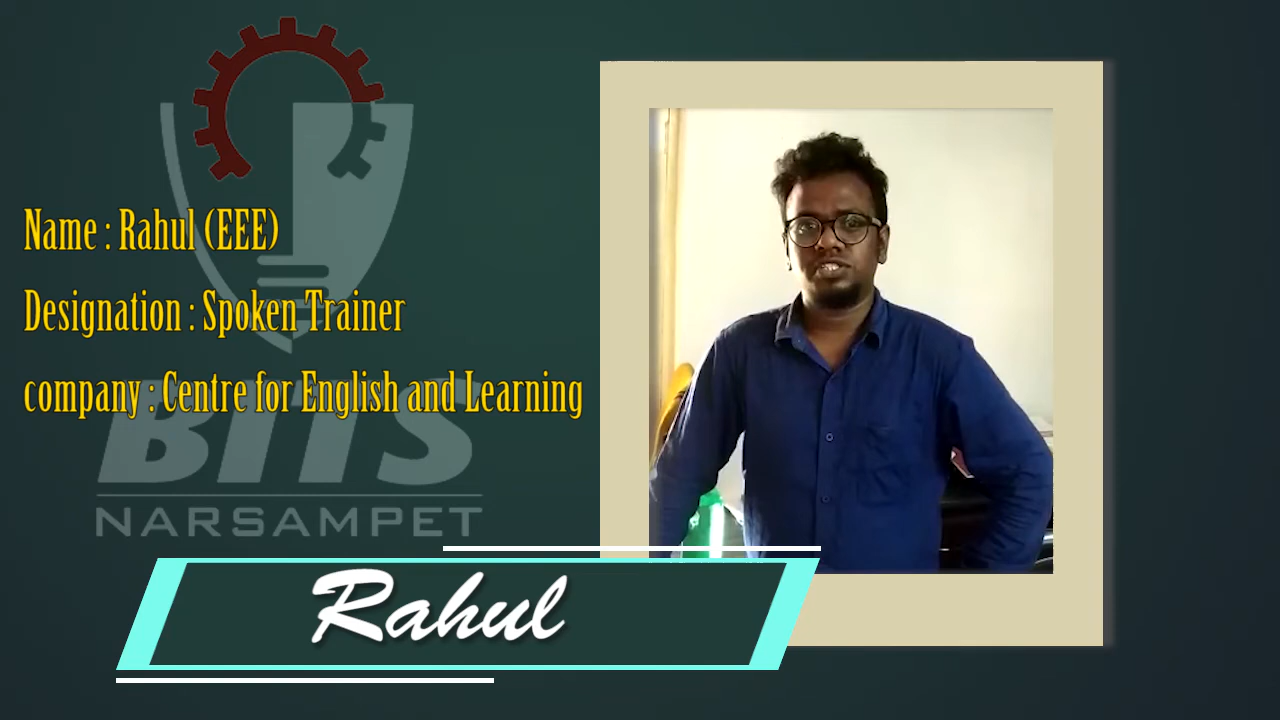 Name : Rahul (EEE)
Designation : Spoken Trainer
company : Centre for English and Learning
BITS
NARSAMPET
Rahul